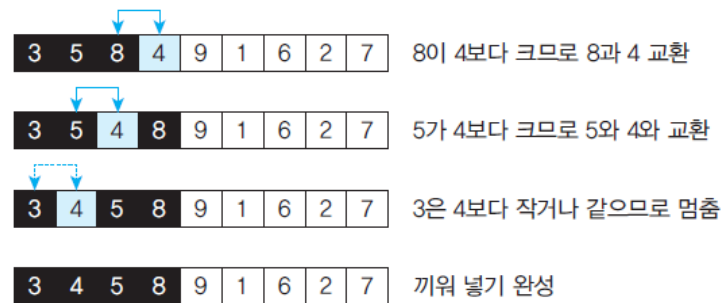 3 5 8 4 9 1 6 2 7 8이 4보다 크므로 8과 4 교환
3 5 4 8 9 1 6 2 7 5가 4보다 크므로 5와 4와 교환
3 4 5 8 9 1 6 2 7 3은 4보다 작거나 같으므로 멈춤
3 4 5 8 9 1 6 2 7 끼워 넣기 완성